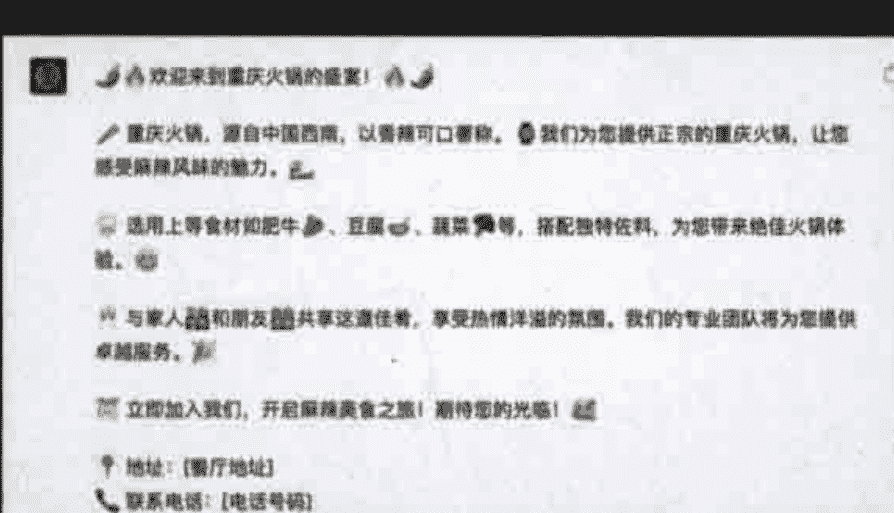 🌶🔥欢迎来到重庆火锅的盛宴！🔥🌶
🥢重庆火锅，源自中国西南，以香辣可口著称。我们为您提供正宗的重庆火锅，让您
感受麻辣风味的魅力。
选用上等食材如肥牛、豆腐、蔬菜等，搭配独特佐料，为您带来绝佳火锅体
验。
与家人和朋友共享这道佳肴，享受热情洋溢的氛围。我们的专业团队将为您提供
卓越服务。🎉
立即加入我们，开启麻辣美食之旅！期待您的光临！
📍地址：[餐厅地址]
📞联系电话：[电话号码]